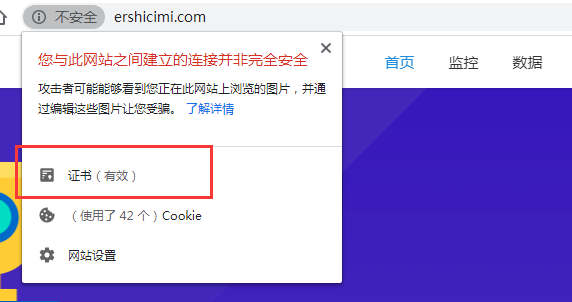 不安全 ershicimi.com
您与此网站之间建立的连接并非完全安全
首页 监控 数据
攻击者可能能够看到您正在此网站上浏览的图片，并通
过编辑这些图片让您受骗。 了解详情
证书（有效）
（使用了 42 个）Cookie
网站设置